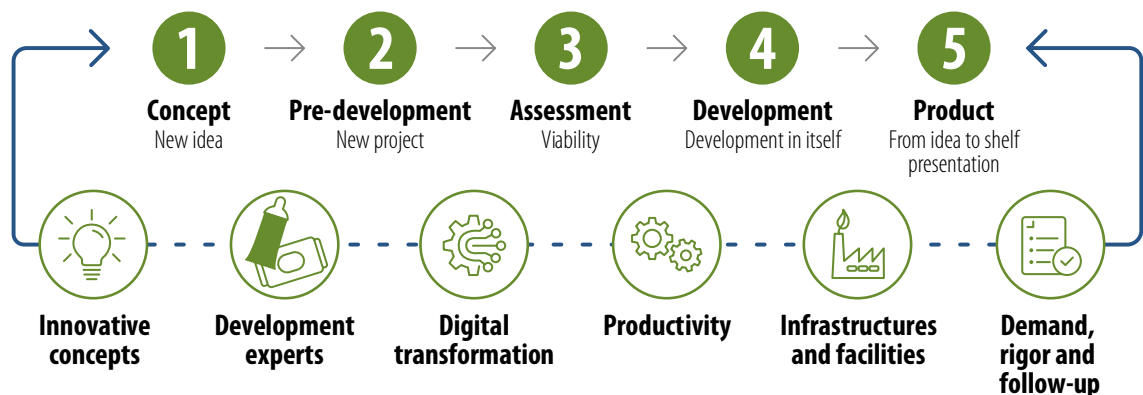 1
2
3
4
5
Concept
New idea
Pre-development
New project
Assessment
Viability
Development
Development in itself
Product
From idea to shelf
presentation
Innovative
concepts
Development
experts
Digital
transformation
Productivity
Infrastructures
and facilities
Demand,
rigor and
follow-up